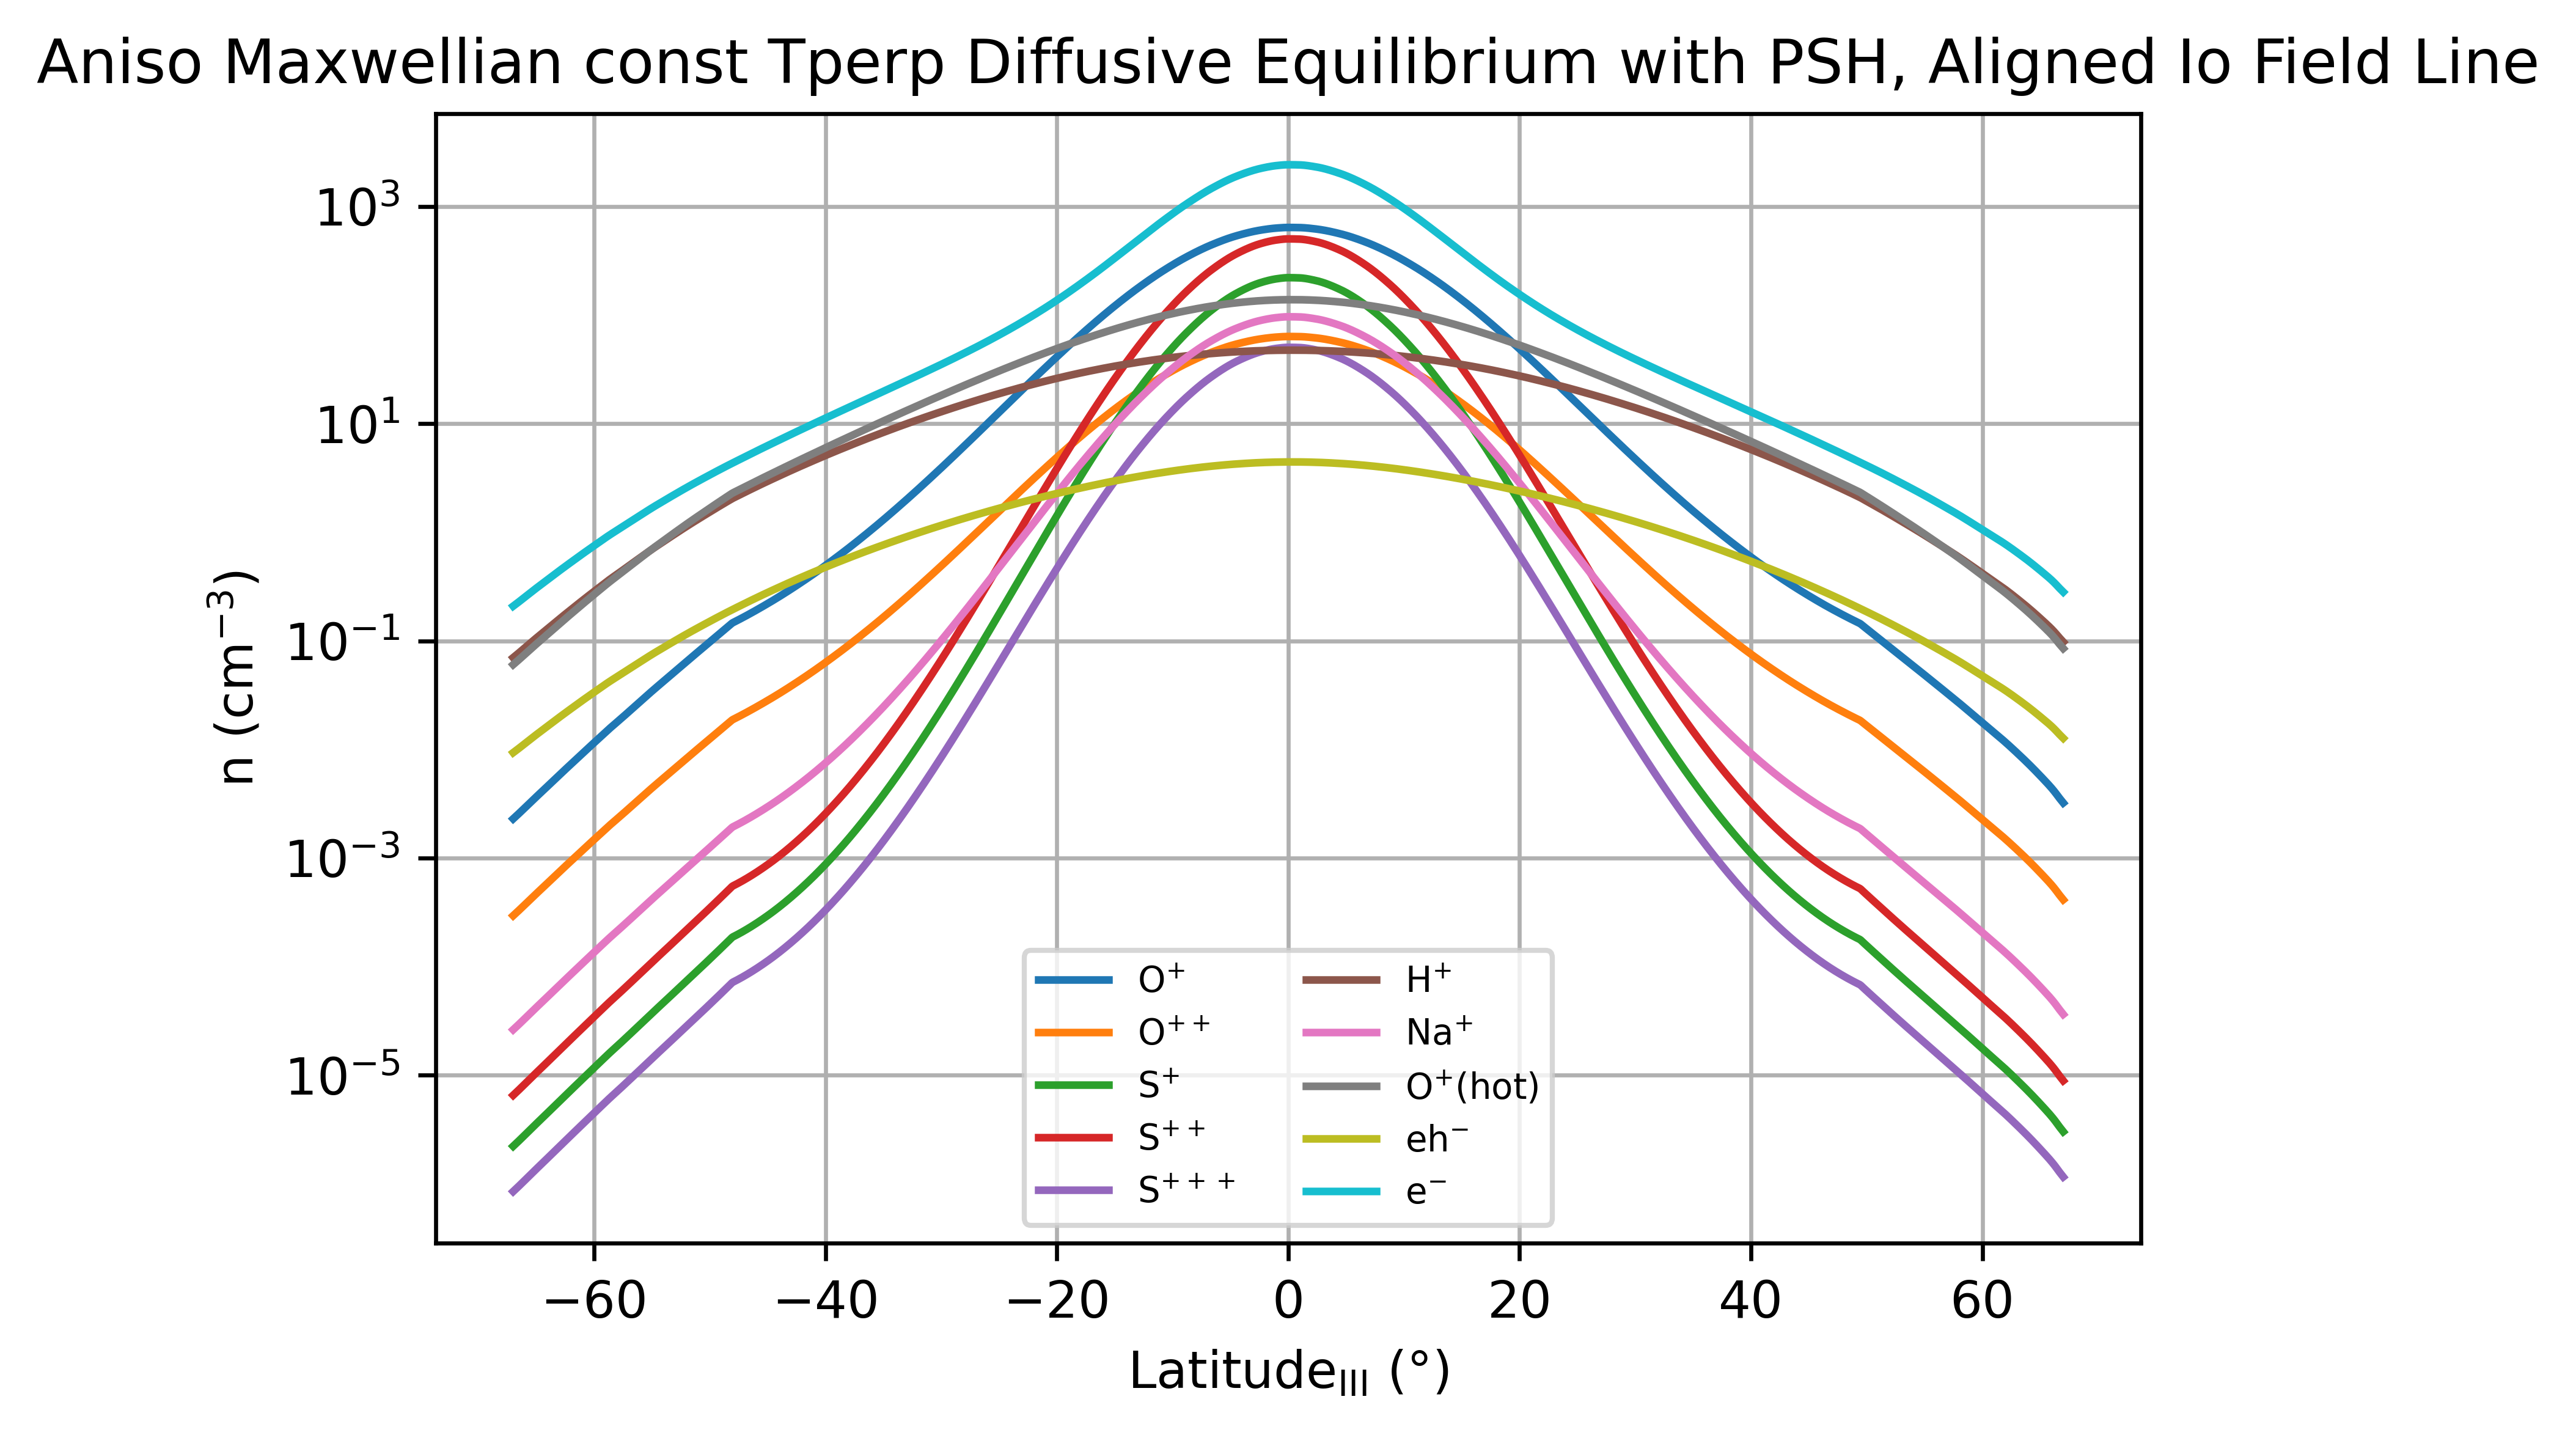 Aniso Maxwellian const Tperp Diffusive Equilibrium with PSH, Aligned Io Field Line
n (cm⁻³)
10³
10¹
10⁻¹
10⁻³
10⁻⁵
O⁺
O⁺⁺
S⁺
S⁺⁺
S⁺⁺⁺
H⁺
Na⁺
O⁺(hot)
eh⁻
e⁻
−60 −40 −20 0 20 40 60
Latitude_III (°)